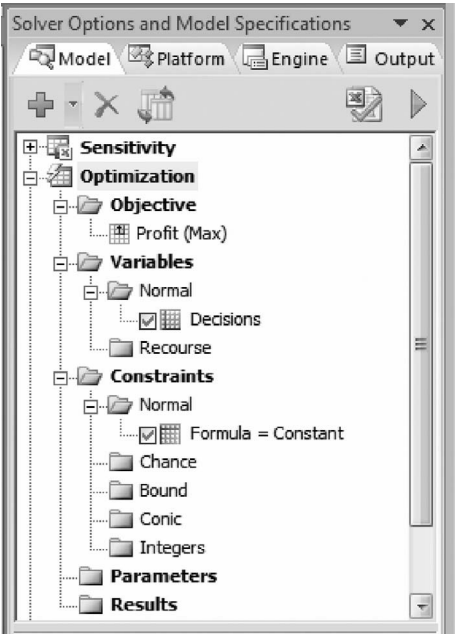 Solver Options and Model Specifications
Model Platform Engine Output
Sensitivity
Optimization
Objective
Profit (Max)
Variables
Normal
Decisions
Recourse
Constraints
Normal
Formula = Constant
Chance
Bound
Conic
Integers
Parameters
Results